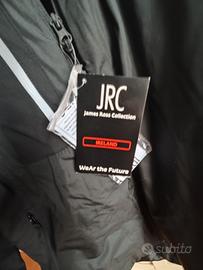 JRC
James Ross Collection
IRELAND
WeAr the Future
subito